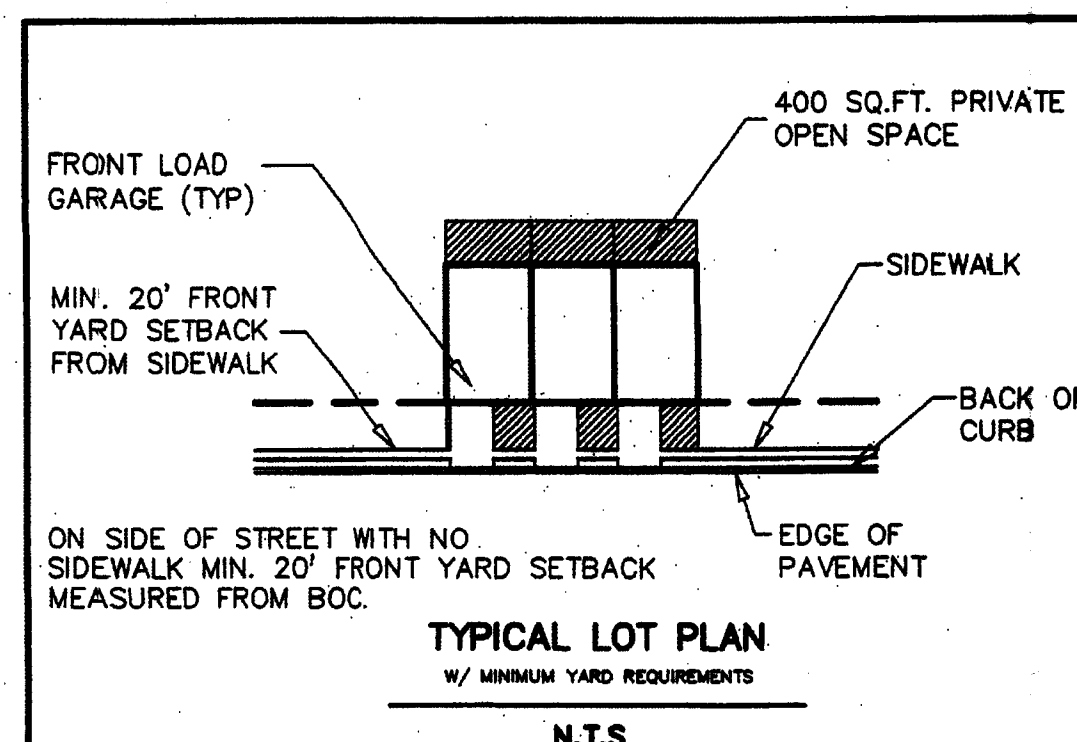 400 SQ.FT. PRIVATE
OPEN SPACE
FRONT LOAD
GARAGE (TYP)
SIDEWALK
MIN. 20' FRONT
YARD SETBACK
FROM SIDEWALK
BACK OF
CURB
EDGE OF
PAVEMENT
ON SIDE OF STREET WITH NO
SIDEWALK MIN. 20' FRONT YARD SETBACK
MEASURED FROM BOC.
TYPICAL LOT PLAN
W/ MINIMUM YARD REQUIREMENTS
N.T.S